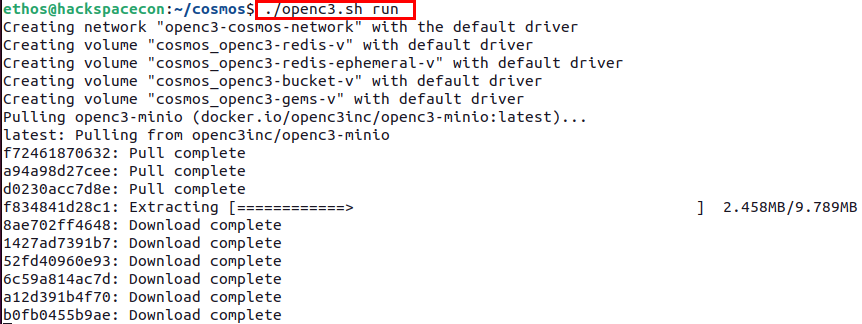 ethos@hackspacecon:~/cosmos$ ./openc3.sh run
Creating network "openc3-cosmos-network" with the default driver
Creating volume "cosmos_openc3-redis-v" with default driver
Creating volume "cosmos_openc3-redis-ephemeral-v" with default driver
Creating volume "cosmos_openc3-bucket-v" with default driver
Creating volume "cosmos_openc3-gems-v" with default driver
Pulling openc3-minio (docker.io/openc3inc/openc3-minio:latest)...
latest: Pulling from openc3inc/openc3-minio
f72461870632: Pull complete
a94a98d27cee: Pull complete
d0230acc7d8e: Pull complete
f834841d28c1: Extracting [============>                                      ]  2.458MB/9.789MB
8ae702ff4648: Download complete
1427ad7391b7: Download complete
52fd40960e93: Download complete
6c59a814ac7d: Download complete
a12d391b4f70: Download complete
b0fb0455b9ae: Download complete